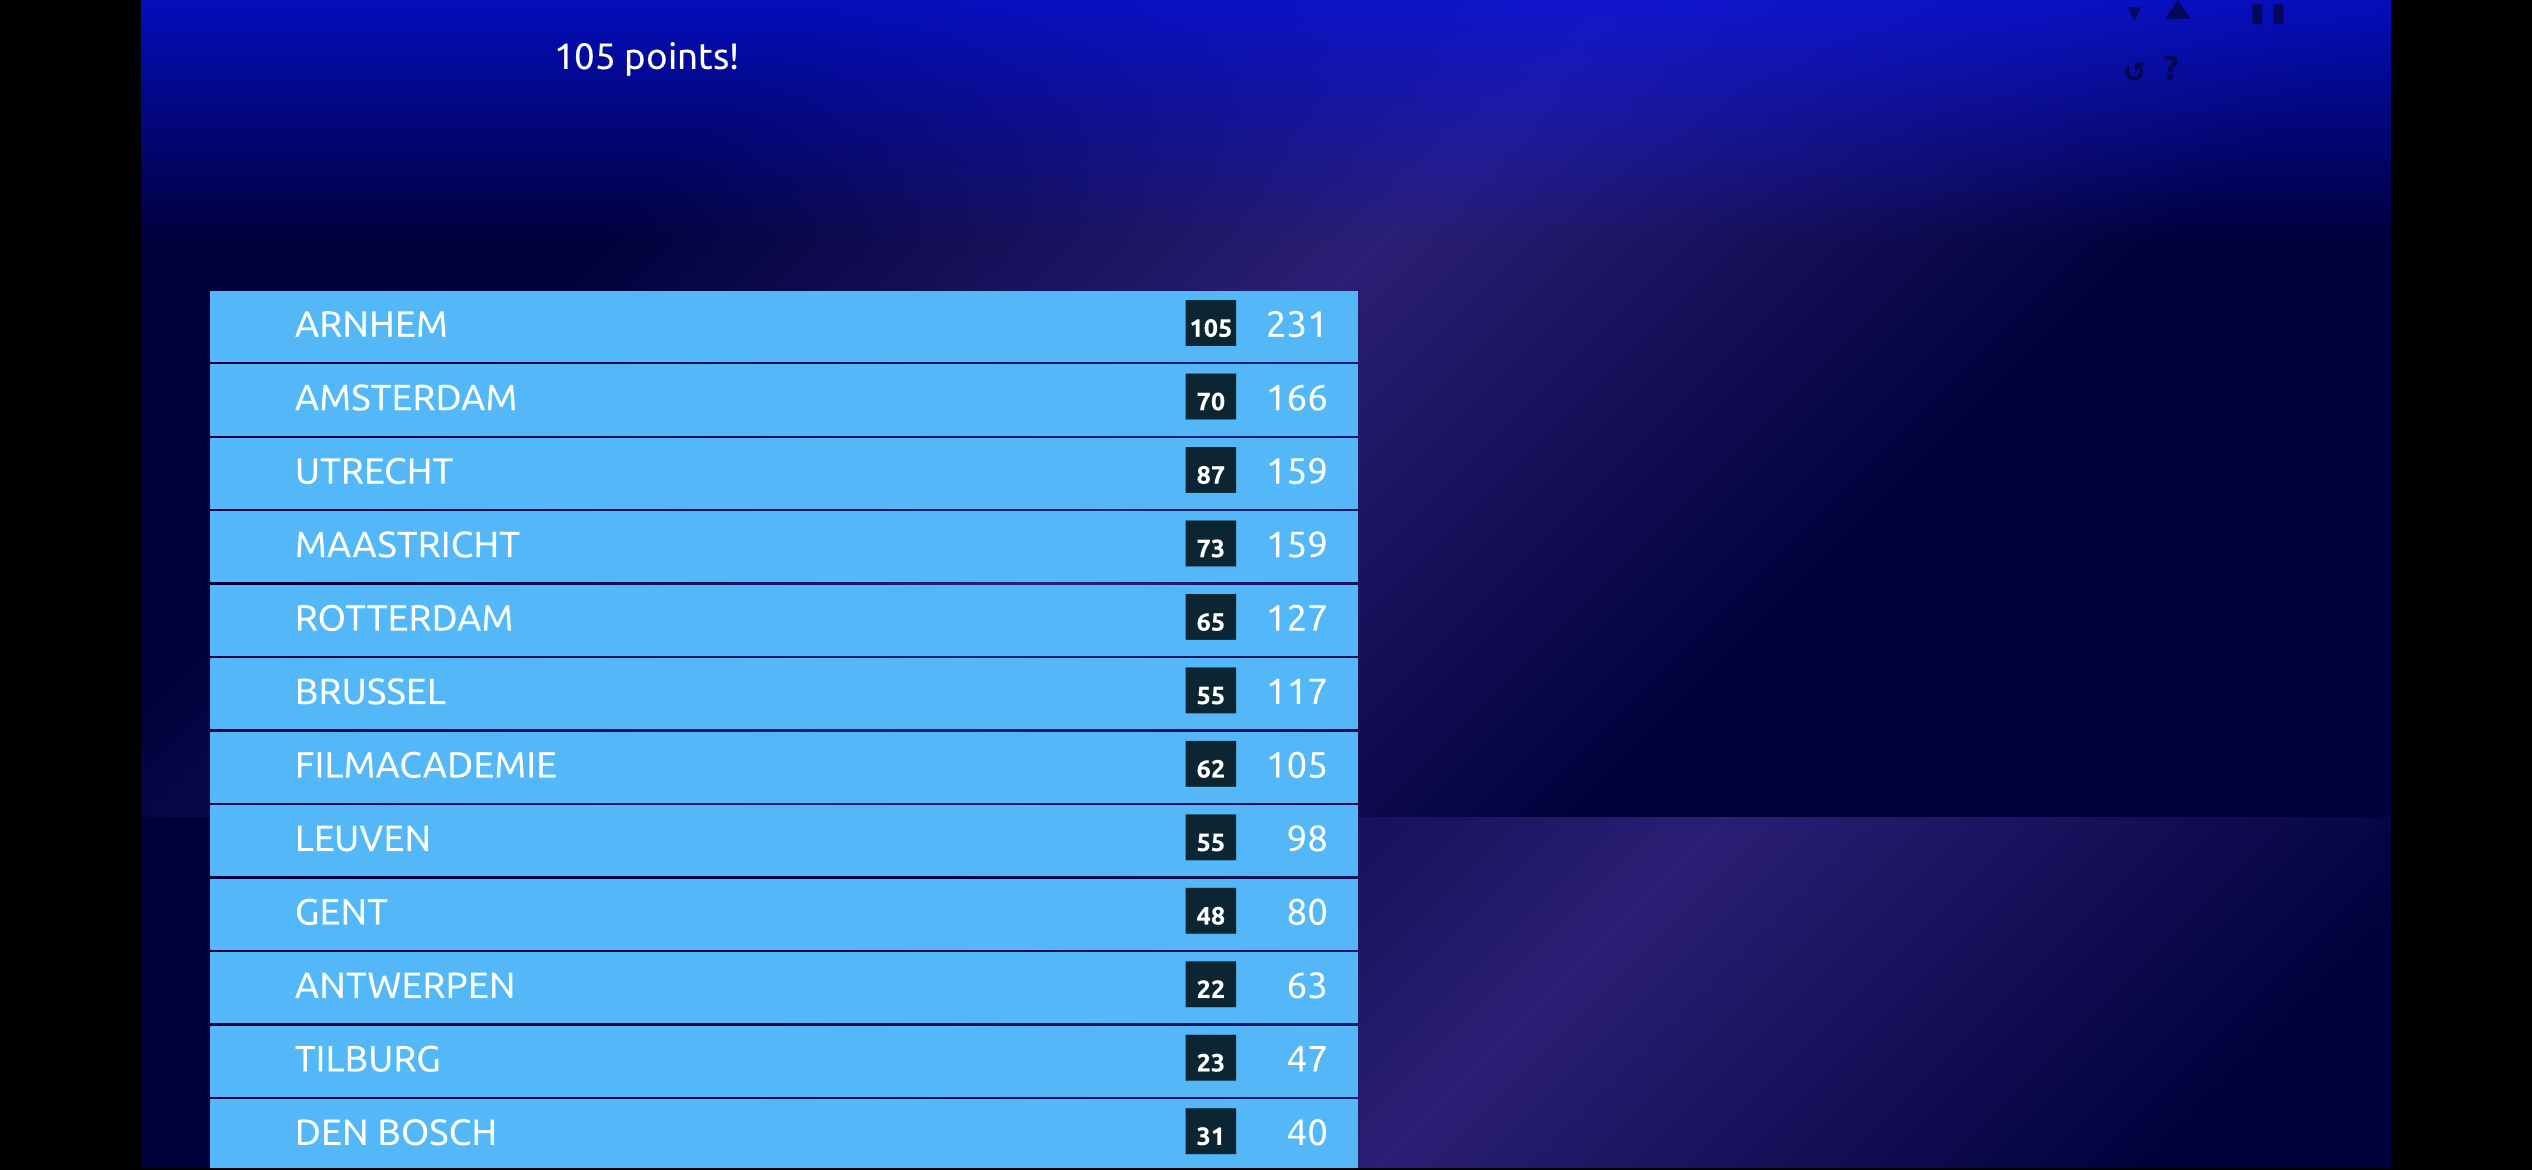 105 points!
▼ ▲ ❚❚
↺ ?
ARNHEM 105 231
AMSTERDAM 70 166
UTRECHT 87 159
MAASTRICHT 73 159
ROTTERDAM 65 127
BRUSSEL 55 117
FILMACADEMIE 62 105
LEUVEN 55 98
GENT 48 80
ANTWERPEN 22 63
TILBURG 23 47
DEN BOSCH 31 40